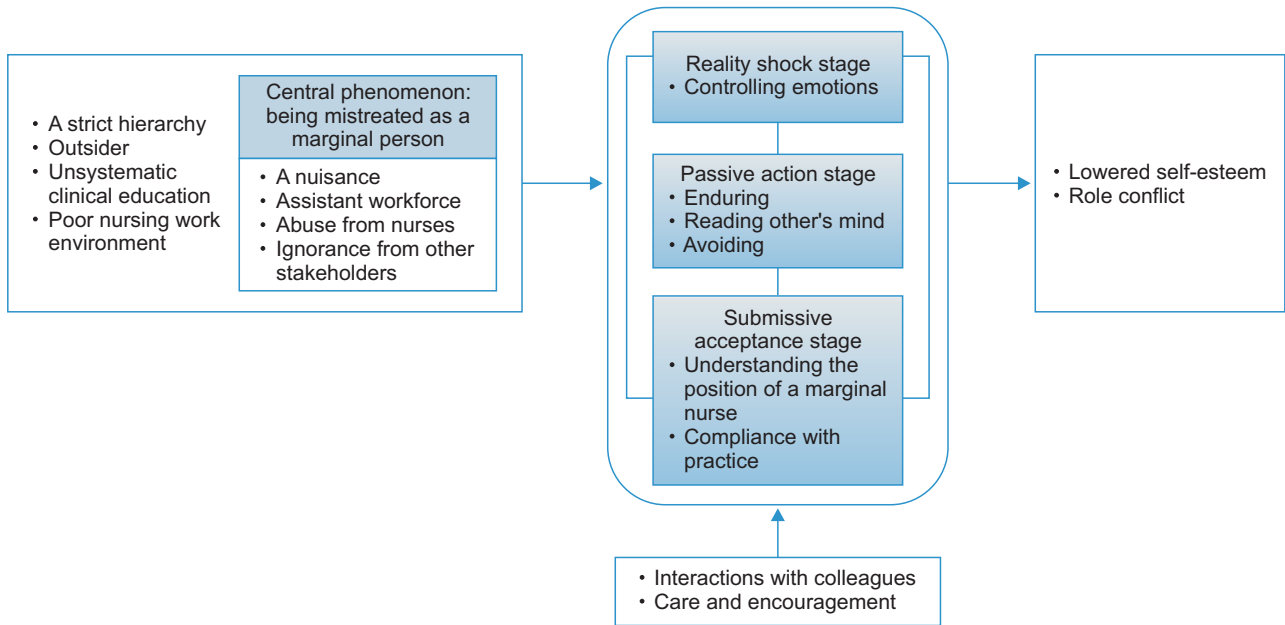 • A strict hierarchy
• Outsider
• Unsystematic
clinical education
• Poor nursing work
environment
Central phenomenon:
being mistreated as a
marginal person
• A nuisance
• Assistant workforce
• Abuse from nurses
• Ignorance from other
stakeholders
Reality shock stage
• Controlling emotions
Passive action stage
• Enduring
• Reading other's mind
• Avoiding
Submissive
acceptance stage
• Understanding the
position of a marginal
nurse
• Compliance with
practice
• Lowered self-esteem
• Role conflict
• Interactions with colleagues
• Care and encouragement